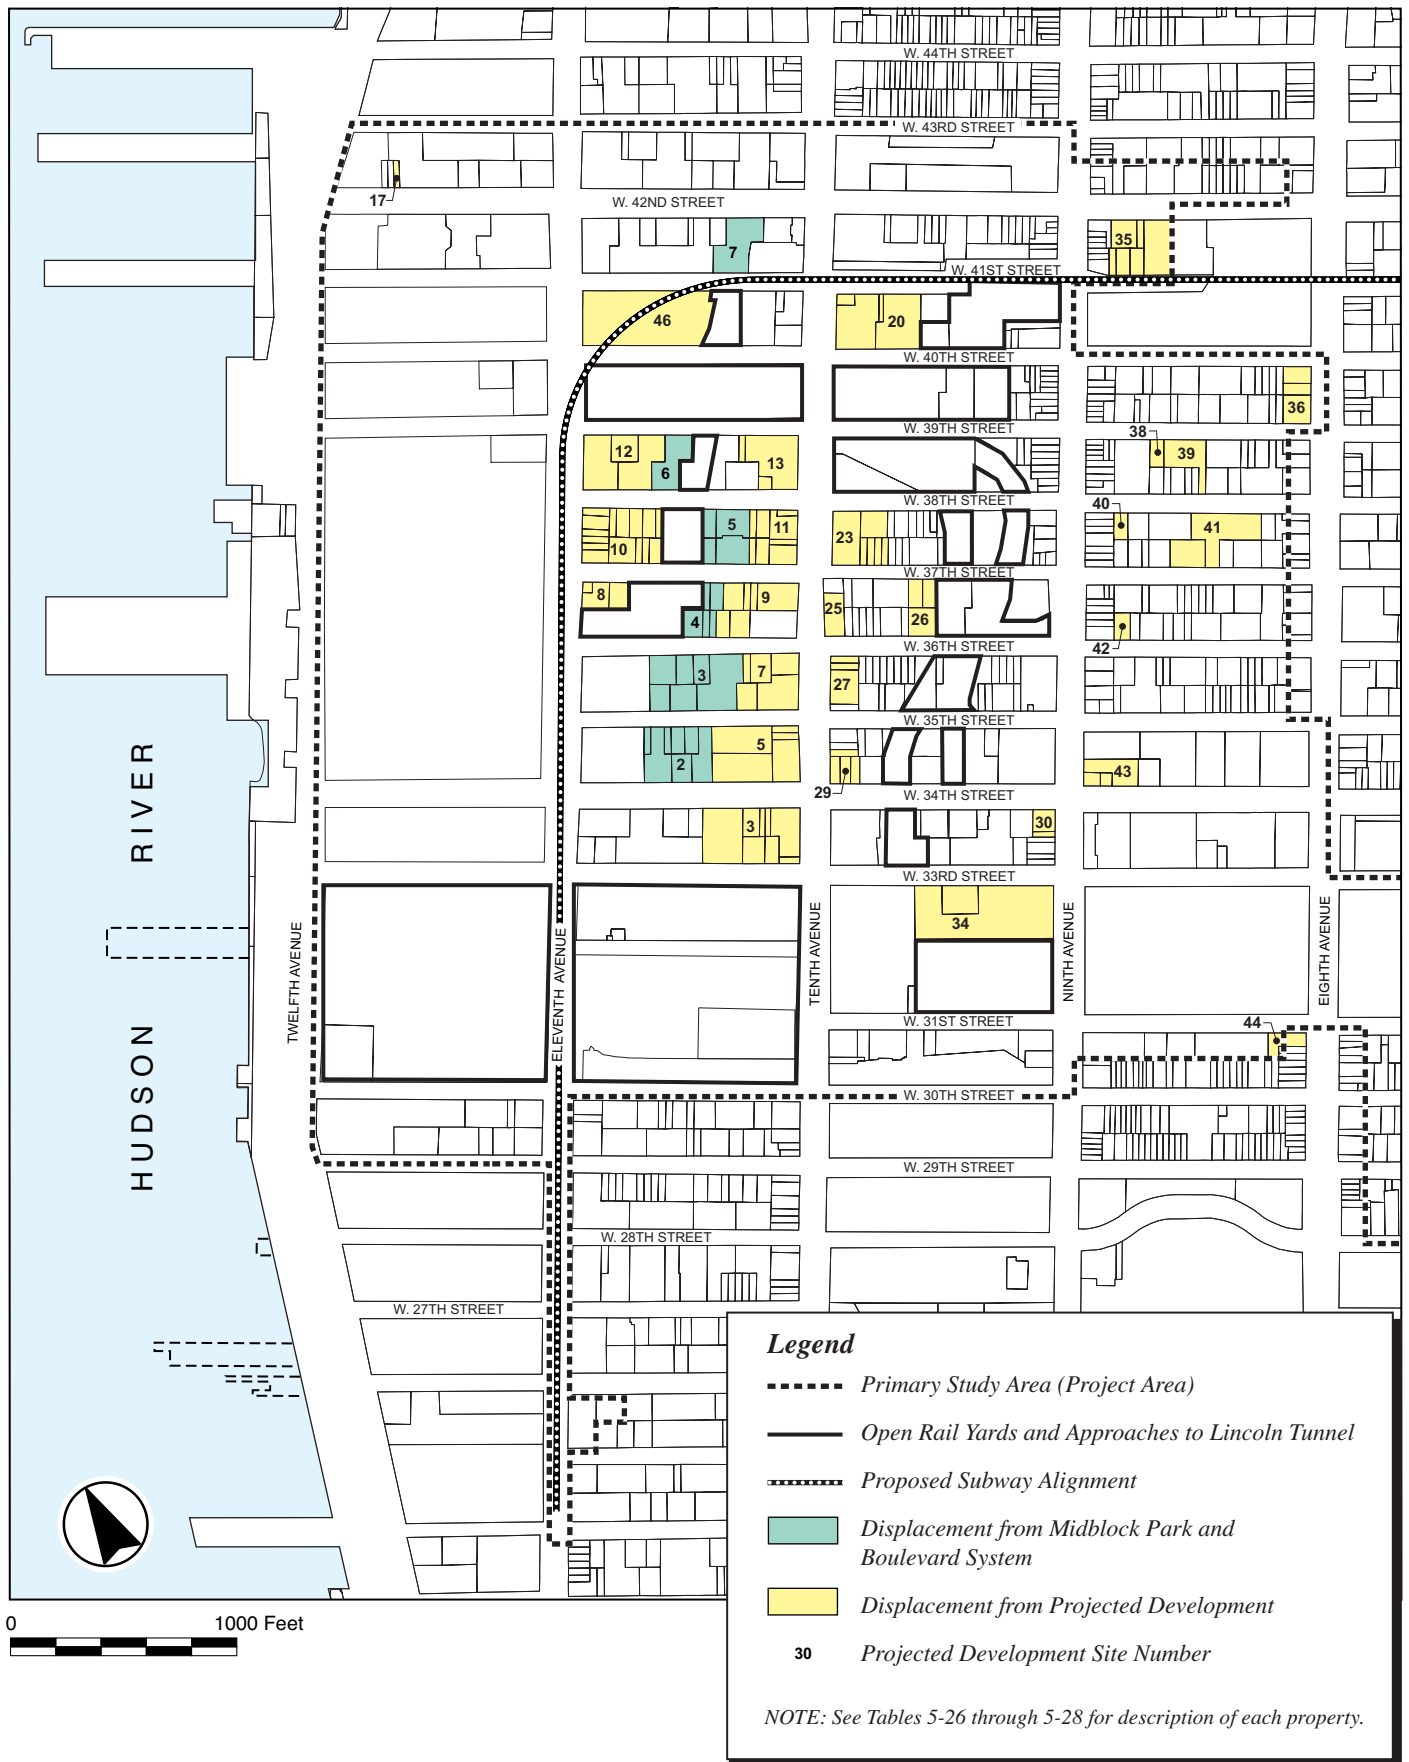 W. 44TH STREET
W. 43RD STREET
17
W. 42ND STREET
7
35
W. 41ST STREET
46
20
W. 40TH STREET
36
W. 39TH STREET
38
12
6
13
39
W. 38TH STREET
40
10
5
11
23
41
W. 37TH STREET
8
4
9
25
26
42
W. 36TH STREET
3
7
27
W. 35TH STREET
2
5
29
43
W. 34TH STREET
3
30
W. 33RD STREET
34
HUDSON RIVER
TWELFTH AVENUE
ELEVENTH AVENUE
TENTH AVENUE
NINTH AVENUE
EIGHTH AVENUE
W. 31ST STREET
44
W. 30TH STREET
W. 29TH STREET
W. 28TH STREET
W. 27TH STREET
Legend
Primary Study Area (Project Area)
Open Rail Yards and Approaches to Lincoln Tunnel
Proposed Subway Alignment
Displacement from Midblock Park and
Boulevard System
Displacement from Projected Development
30 Projected Development Site Number
NOTE: See Tables 5-26 through 5-28 for description of each property.
0 1000 Feet